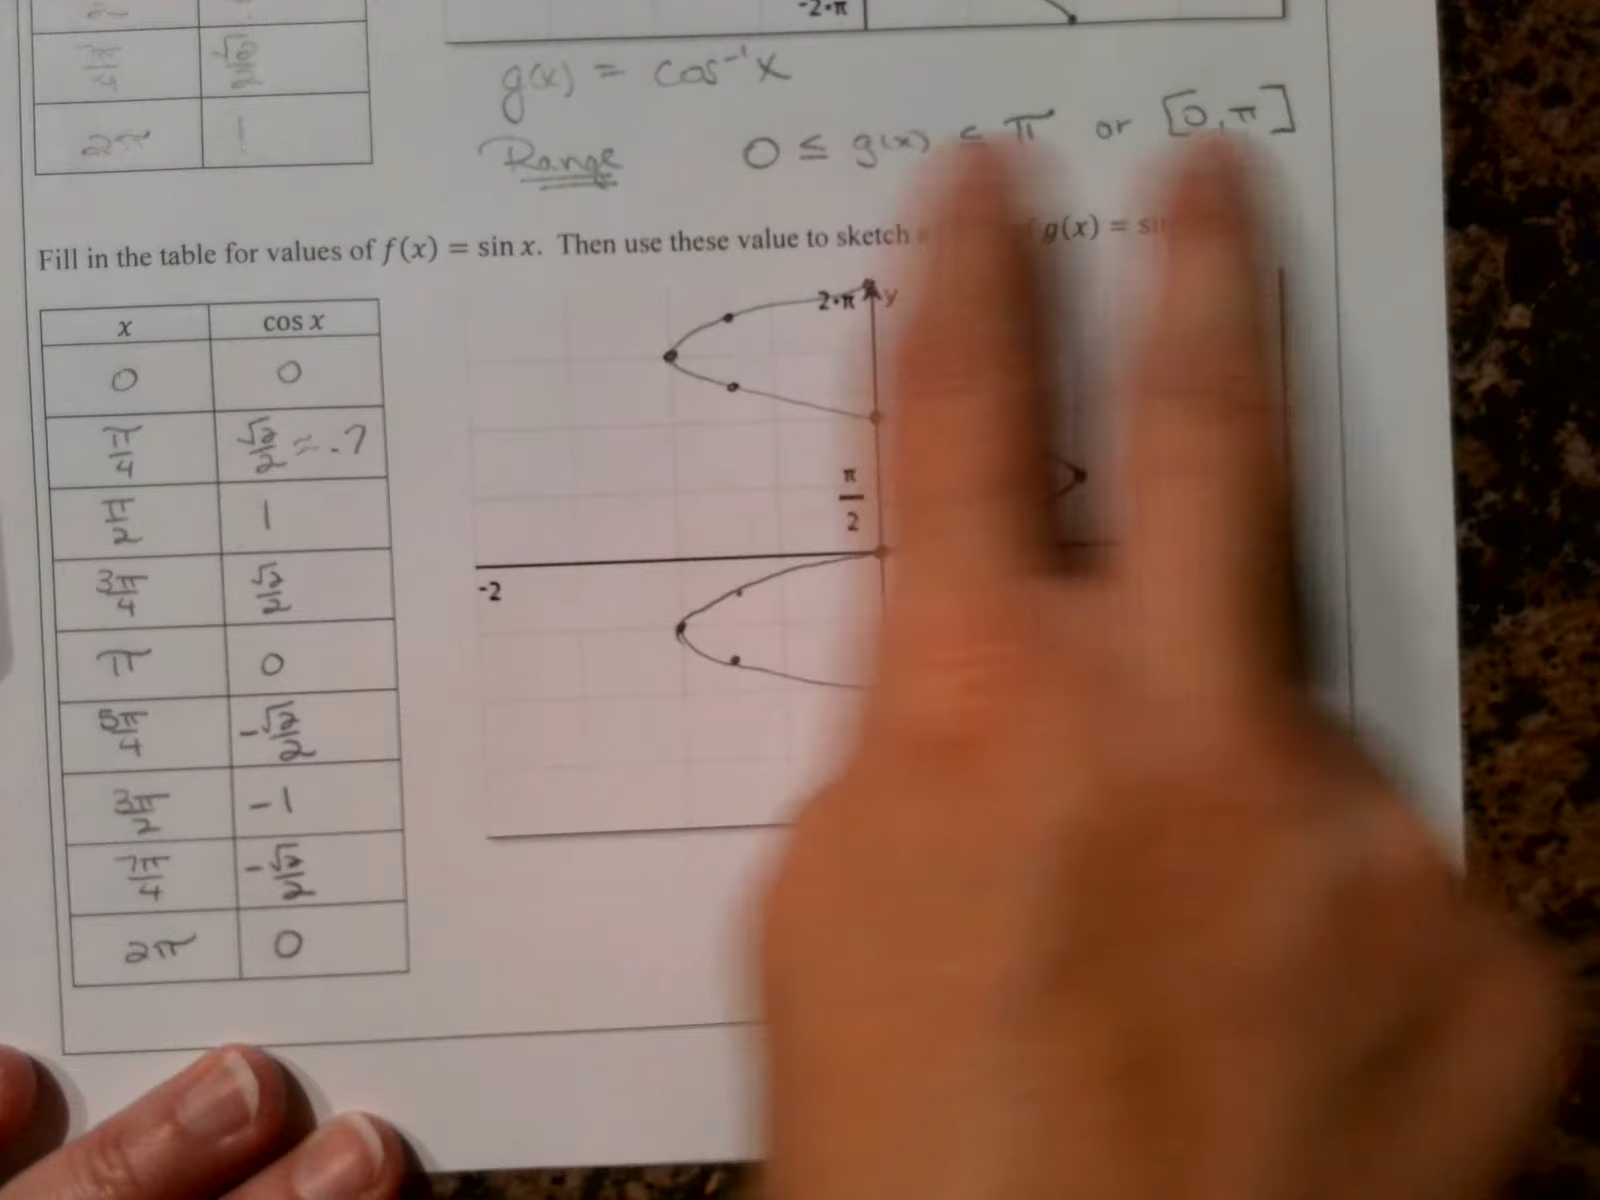 -2·π
7π/4 √2/2
2π 1
g(x) = cos⁻¹x
Range 0 ≤ g(x) ≤ π or [0, π]
Fill in the table for values of f(x) = sin x. Then use these value to sketch g(x) =
x cos x
0 0
π/4 √2/2 ≈ .7
π/2 1
3π/4 √2/2
π 0
5π/4 -√2/2
3π/2 -1
7π/4 -√2/2
2π 0
2·π y
π/2
-2